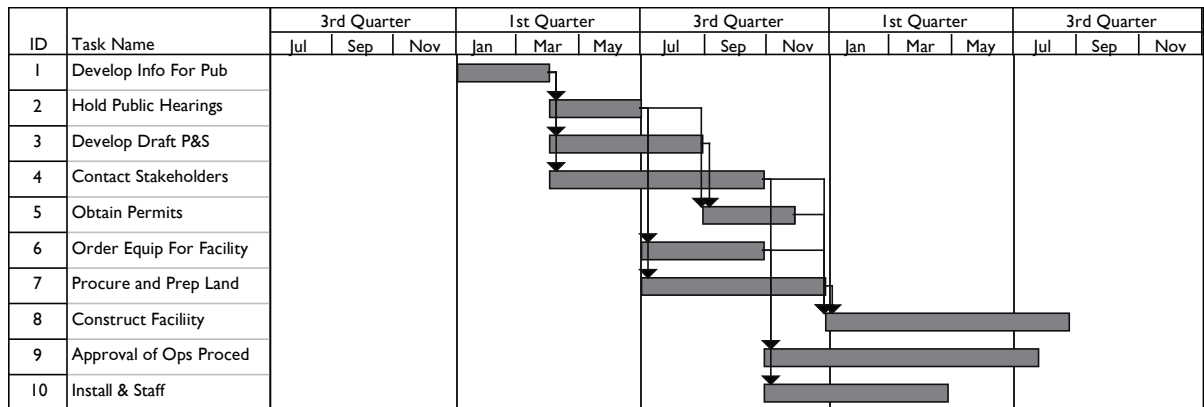 3rd Quarter 1st Quarter 3rd Quarter 1st Quarter 3rd Quarter
ID Task Name Jul Sep Nov Jan Mar May Jul Sep Nov Jan Mar May Jul Sep Nov
1 Develop Info For Pub
2 Hold Public Hearings
3 Develop Draft P&S
4 Contact Stakeholders
5 Obtain Permits
6 Order Equip For Facility
7 Procure and Prep Land
8 Construct Faciliity
9 Approval of Ops Proced
10 Install & Staff